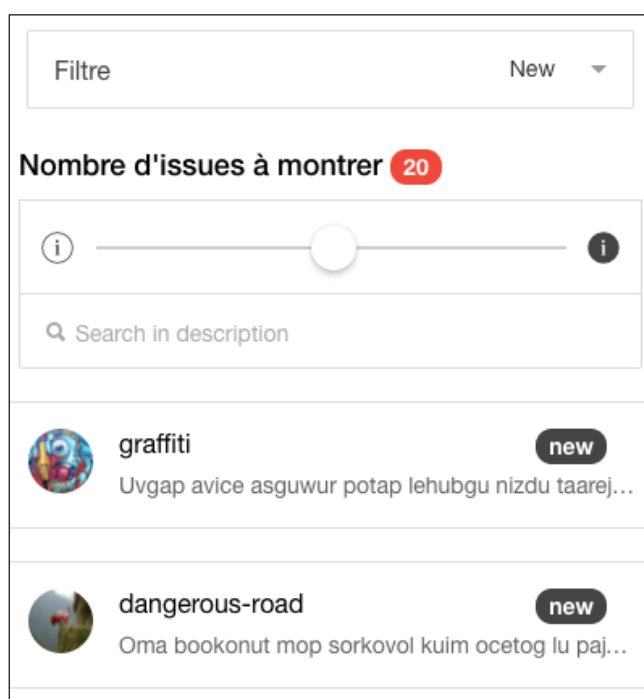 Filtre New
Nombre d'issues à montrer 20
Search in description
graffiti new
Uvgap avice asguwur potap lehubgu nizdu taarej...
dangerous-road new
Oma bookonut mop sorkovol kuim ocetog lu paj...